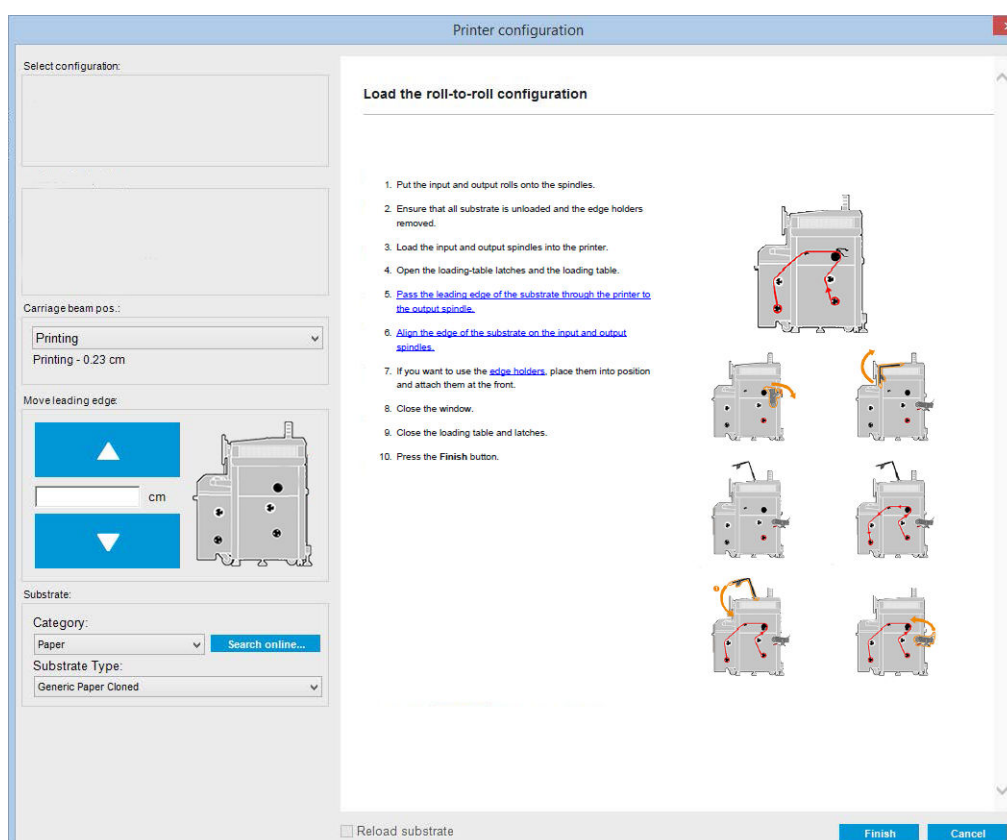 Printer configuration
Select configuration:
Carriage beam pos.:
Printing
Printing - 0.23 cm
Move leading edge:
cm
Substrate:
Category:
Paper
Search online...
Substrate Type:
Generic Paper Cloned
Load the roll-to-roll configuration
1. Put the input and output rolls onto the spindles.
2. Ensure that all substrate is unloaded and the edge holders
removed.
3. Load the input and output spindles into the printer.
4. Open the loading-table latches and the loading table.
5. Pass the leading edge of the substrate through the printer to
the output spindle.
6. Align the edge of the substrate on the input and output
spindles.
7. If you want to use the edge holders, place them into position
and attach them at the front.
8. Close the window.
9. Close the loading table and latches.
10. Press the Finish button.
Reload substrate
Finish
Cancel